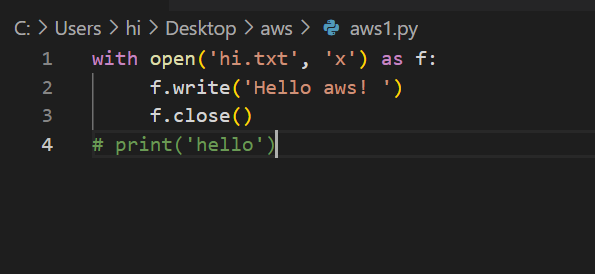 C: > Users > hi > Desktop > aws > aws1.py
1 with open('hi.txt', 'x') as f:
2 f.write('Hello aws! ')
3 f.close()
4 # print('hello')